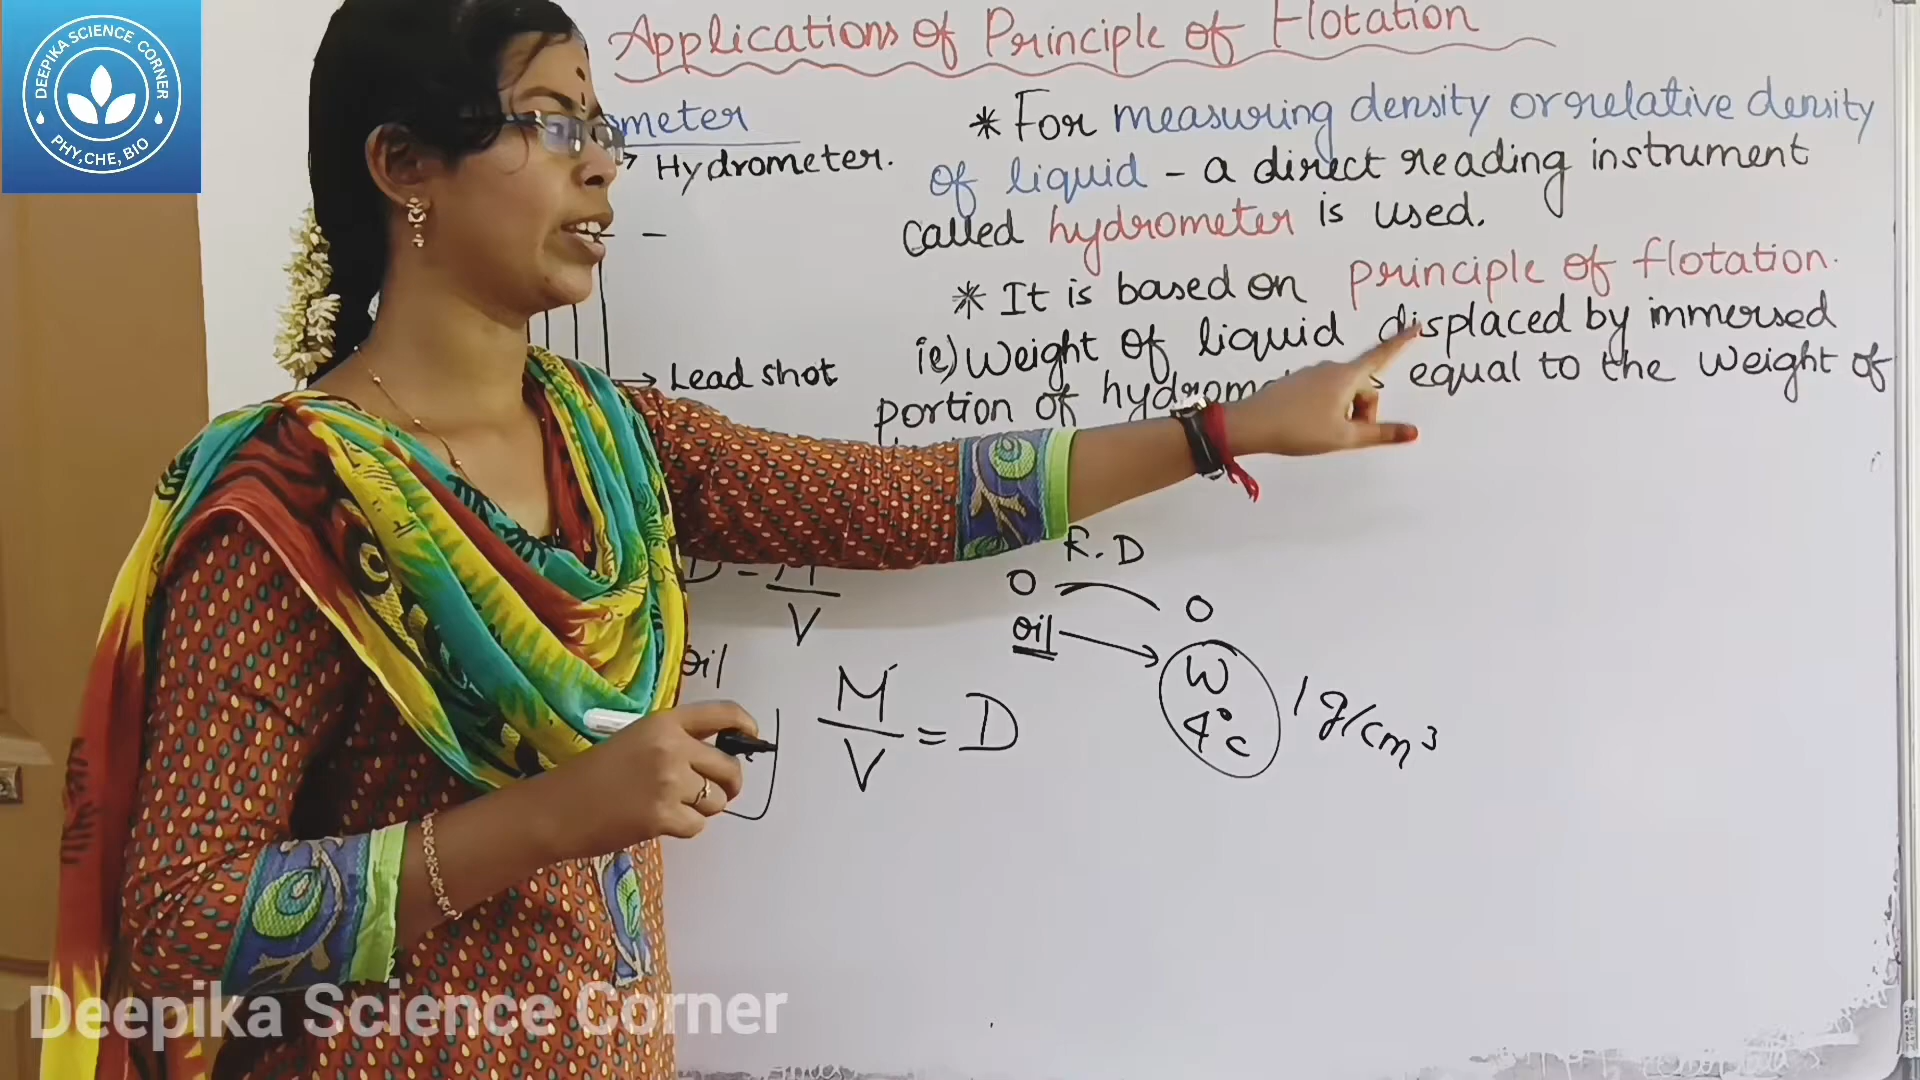 DEEPIKA SCIENCE CORNER
PHY,CHE, BIO
Applications of Principle of Flotation
meter
Hydrometer.
Lead shot
* For measuring density or relative density
of liquid - a direct reading instrument
called hydrometer is used.
* It is based on principle of flotation.
ie) Weight of liquid displaced by immersed
portion of hydrom equal to the weight of
D = M
V
oil
M
V = D
R.D
oil
W
4°c
1 g/cm³
Deepika Science Corner